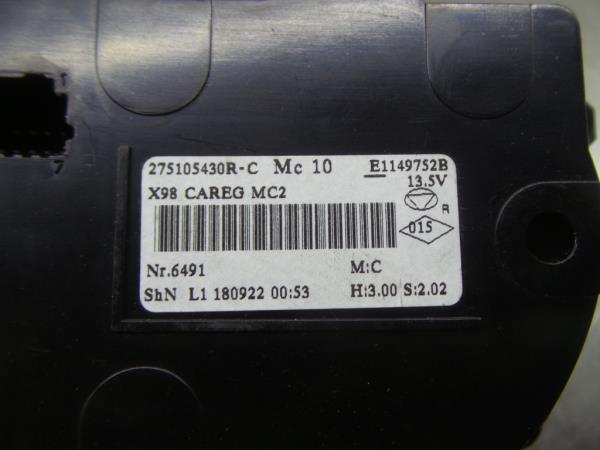 275105430R-C Mc 10 E1149752B
13.5V
X98 CAREG MC2
R
015
Nr.6491 M:C
ShN L1 180922 00:53 H:3.00 S:2.02